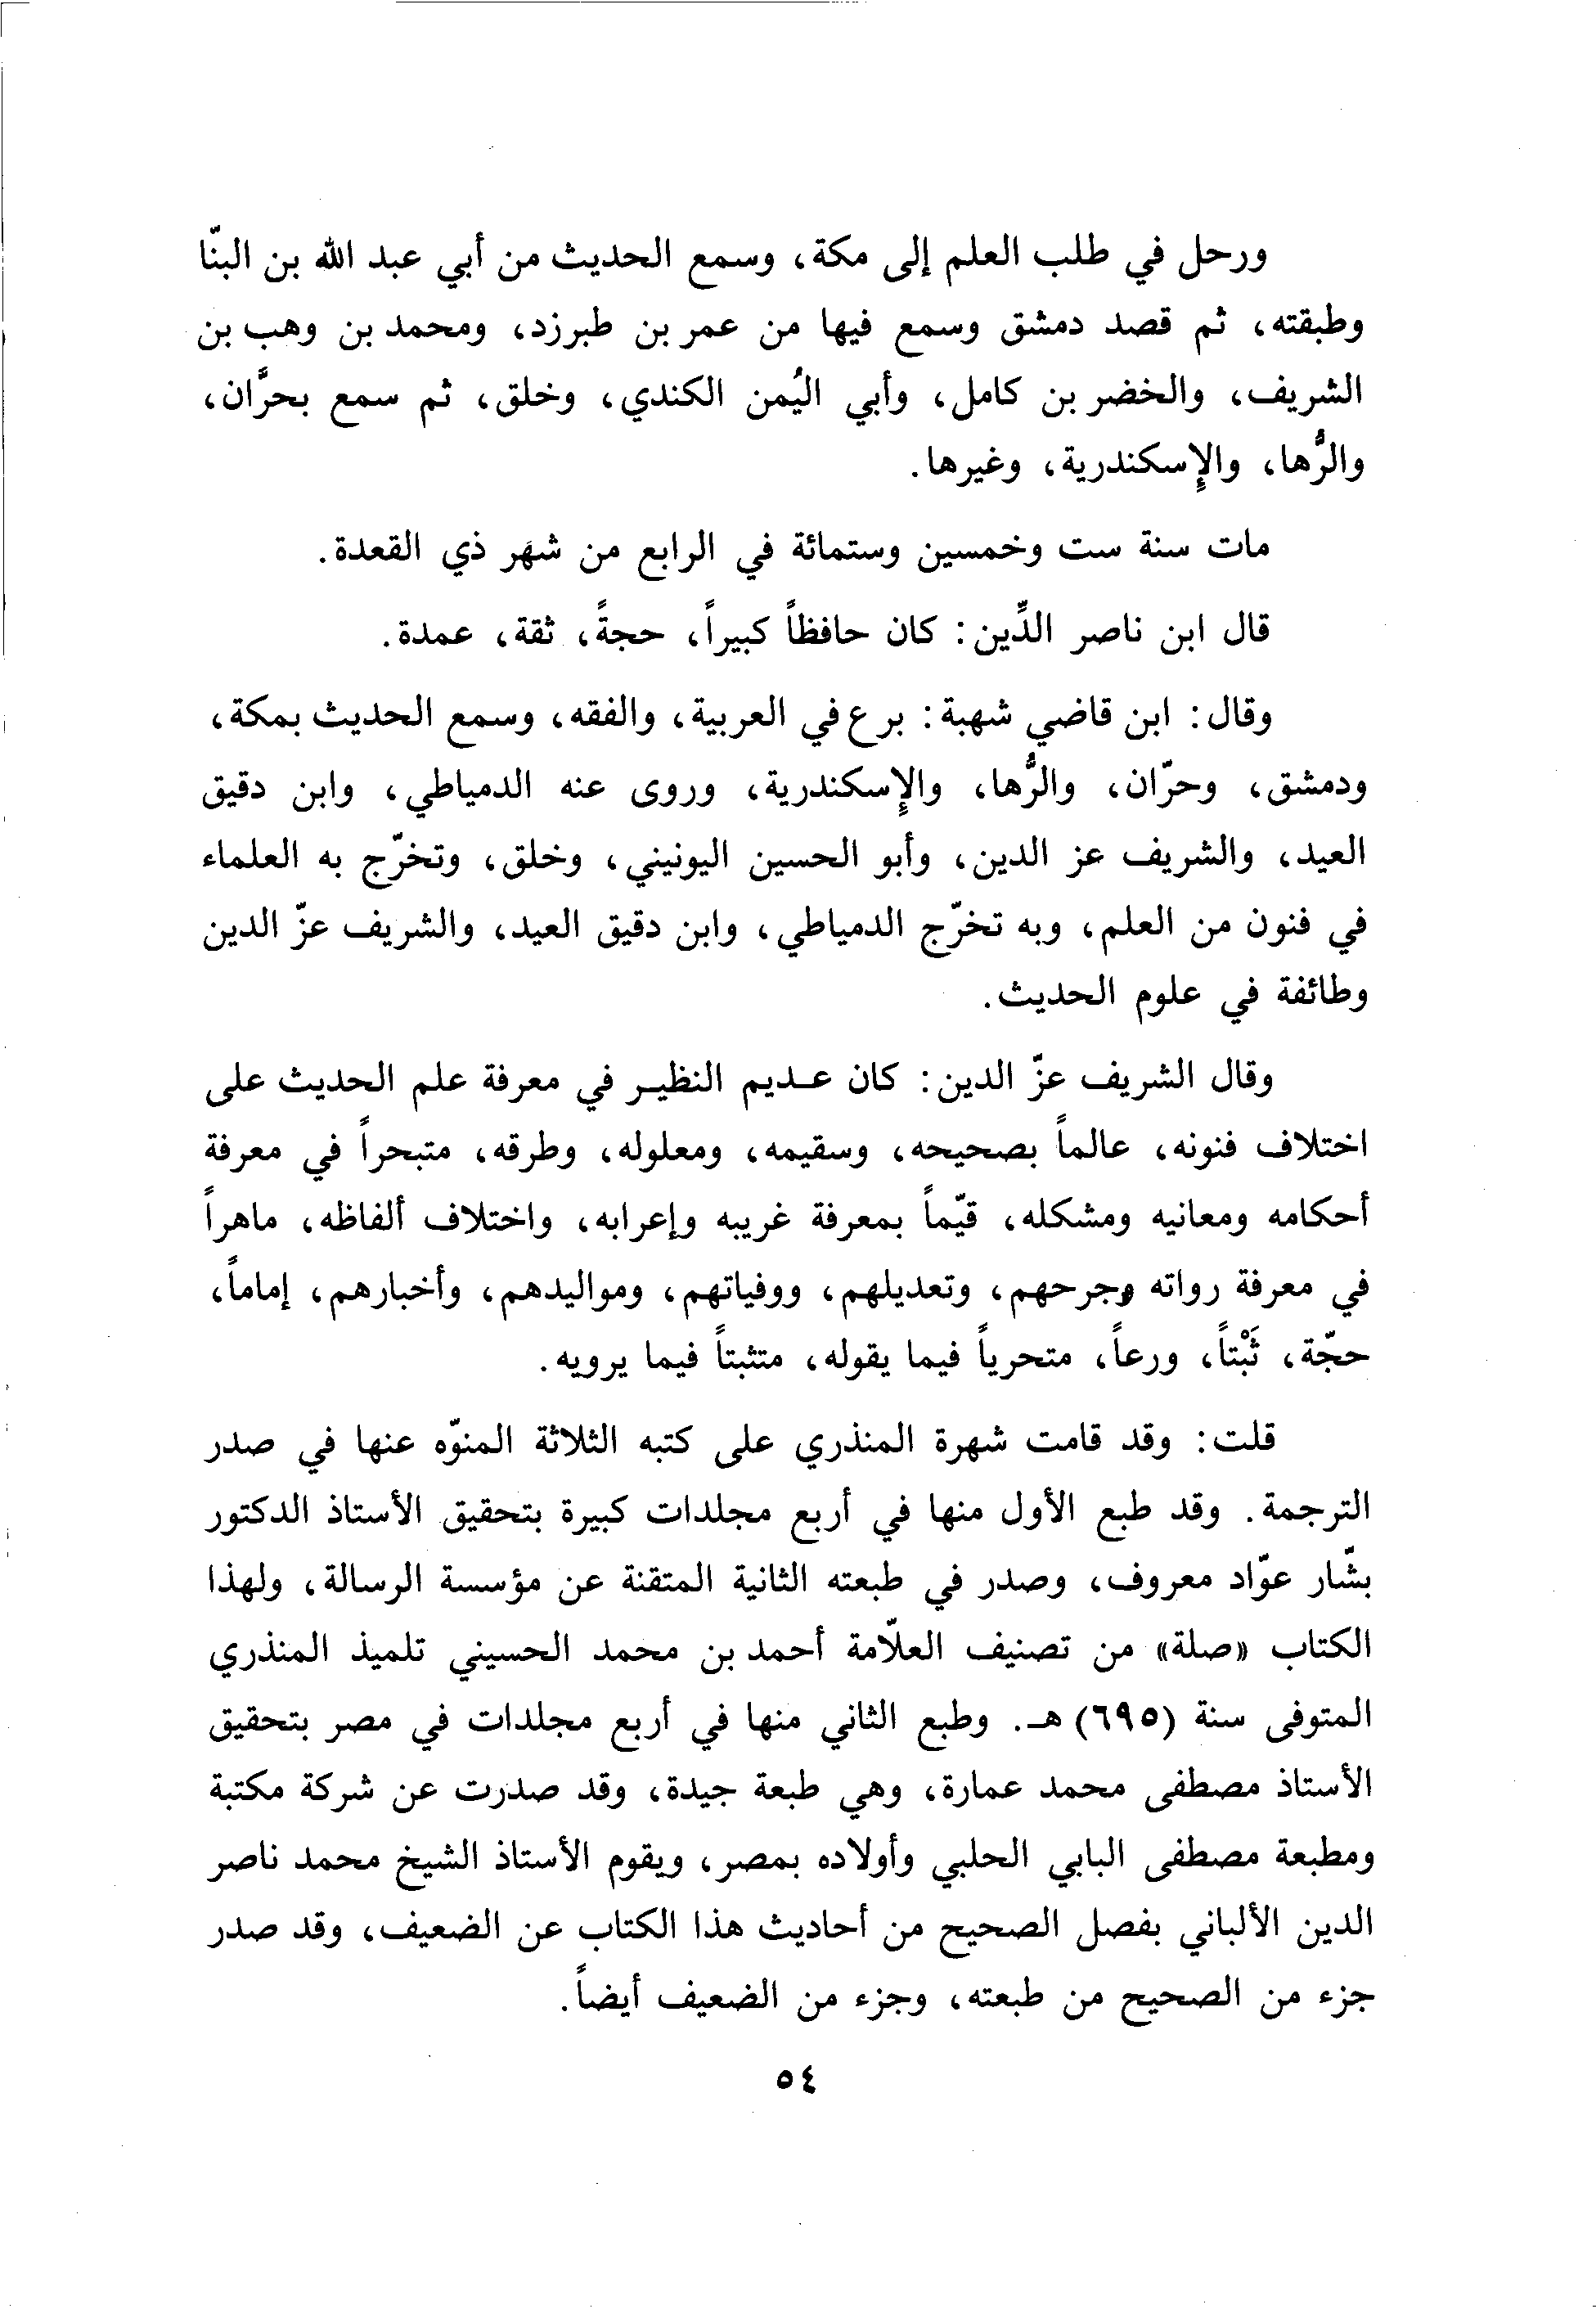 ورحل في طلب العلم إلى مكة، وسمع الحديث من أبي عبد الله بن البنّا
وطبقته، ثم قصد دمشق وسمع فيها من عمر بن طبرزد، ومحمد بن وهب بن
الشريف، والخضر بن كامل، وأبي اليُمن الكندي، وخلق، ثم سمع بحرَّان،
والرُّها، والإِسكندرية، وغيرها.
مات سنة ست وخمسين وستمائة في الرابع من شهر ذي القعدة.
قال ابن ناصر الدِّين: كان حافظاً كبيراً، حجةً، ثقة، عمدة.
وقال: ابن قاضي شهبة: برع في العربية، والفقه، وسمع الحديث بمكة،
ودمشق، وحرّان، والرُّها، والإِسكندرية، وروى عنه الدمياطي، وابن دقيق
العيد، والشريف عز الدين، وأبو الحسين اليونيني، وخلق، وتخرّج به العلماء
في فنون من العلم، وبه تخرّج الدمياطي، وابن دقيق العيد، والشريف عزّ الدين
وطائفة في علوم الحديث.
وقال الشريف عزّ الدين: كان عـديم النظيـر في معرفة علم الحديث على
اختلاف فنونه، عالماً بصحيحه، وسقيمه، ومعلوله، وطرقه، متبحراً في معرفة
أحكامه ومعانيه ومشكله، قيّماً بمعرفة غريبه وإعرابه، واختلاف ألفاظه، ماهراً
في معرفة رواته وجرحهم، وتعديلهم، ووفياتهم، ومواليدهم، وأخبارهم، إماماً،
حجّة، ثَبْتاً، ورعاً، متحرياً فيما يقوله، متثبتاً فيما يرويه.
قلت: وقد قامت شهرة المنذري على كتبه الثلاثة المنوّه عنها في صدر
الترجمة. وقد طبع الأول منها في أربع مجلدات كبيرة بتحقيق الأستاذ الدكتور
بشّار عوّاد معروف، وصدر في طبعته الثانية المتقنة عن مؤسسة الرسالة، ولهذا
الكتاب «صلة» من تصنيف العلاّمة أحمد بن محمد الحسيني تلميذ المنذري
المتوفى سنة (٦٩٥) هـ. وطبع الثاني منها في أربع مجلدات في مصر بتحقيق
الأستاذ مصطفى محمد عمارة، وهي طبعة جيدة، وقد صدرت عن شركة مكتبة
ومطبعة مصطفى البابي الحلبي وأولاده بمصر، ويقوم الأستاذ الشيخ محمد ناصر
الدين الألباني بفصل الصحيح من أحاديث هذا الكتاب عن الضعيف، وقد صدر
جزء من الصحيح من طبعته، وجزء من الضعيف أيضاً.
٥٤